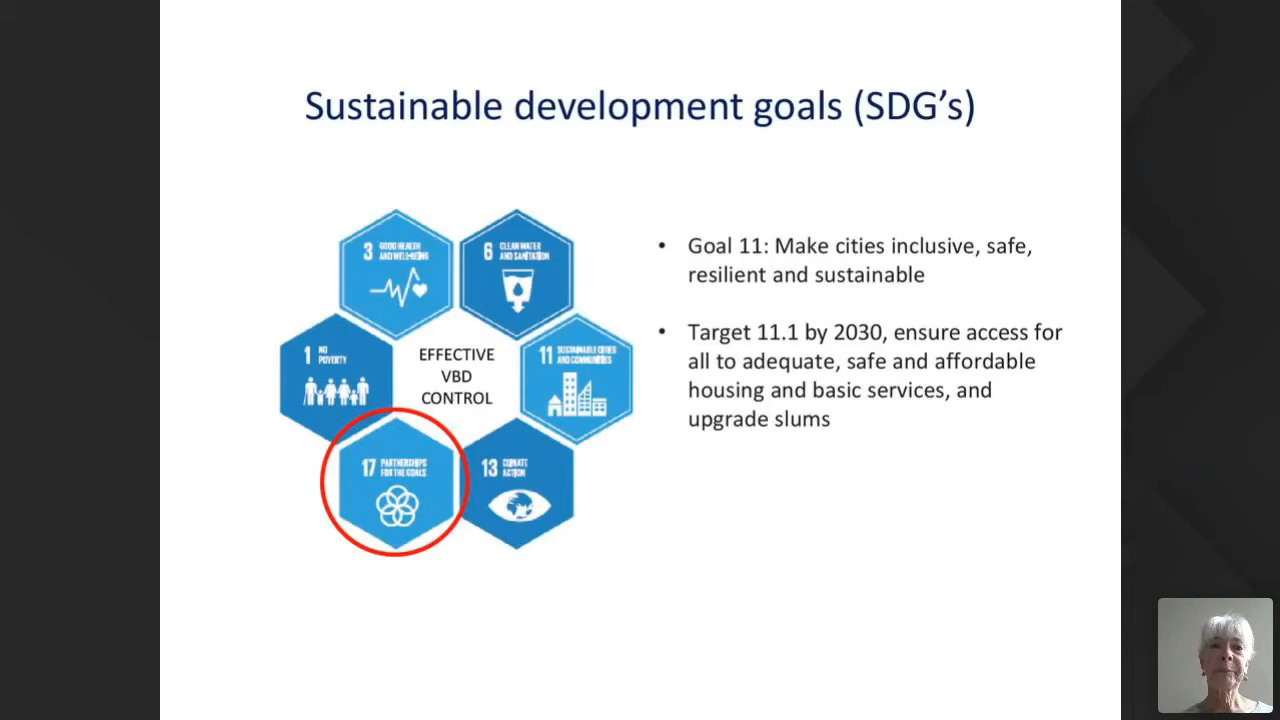 Sustainable development goals (SDG's)
3 GOOD HEALTH
AND WELL-BEING
6 CLEAN WATER
AND SANITATION
1 NO
POVERTY
EFFECTIVE
VBD
CONTROL
11 SUSTAINABLE CITIES
AND COMMUNITIES
17 PARTNERSHIPS
FOR THE GOALS
13 CLIMATE
ACTION
• Goal 11: Make cities inclusive, safe,
resilient and sustainable
• Target 11.1 by 2030, ensure access for
all to adequate, safe and affordable
housing and basic services, and
upgrade slums